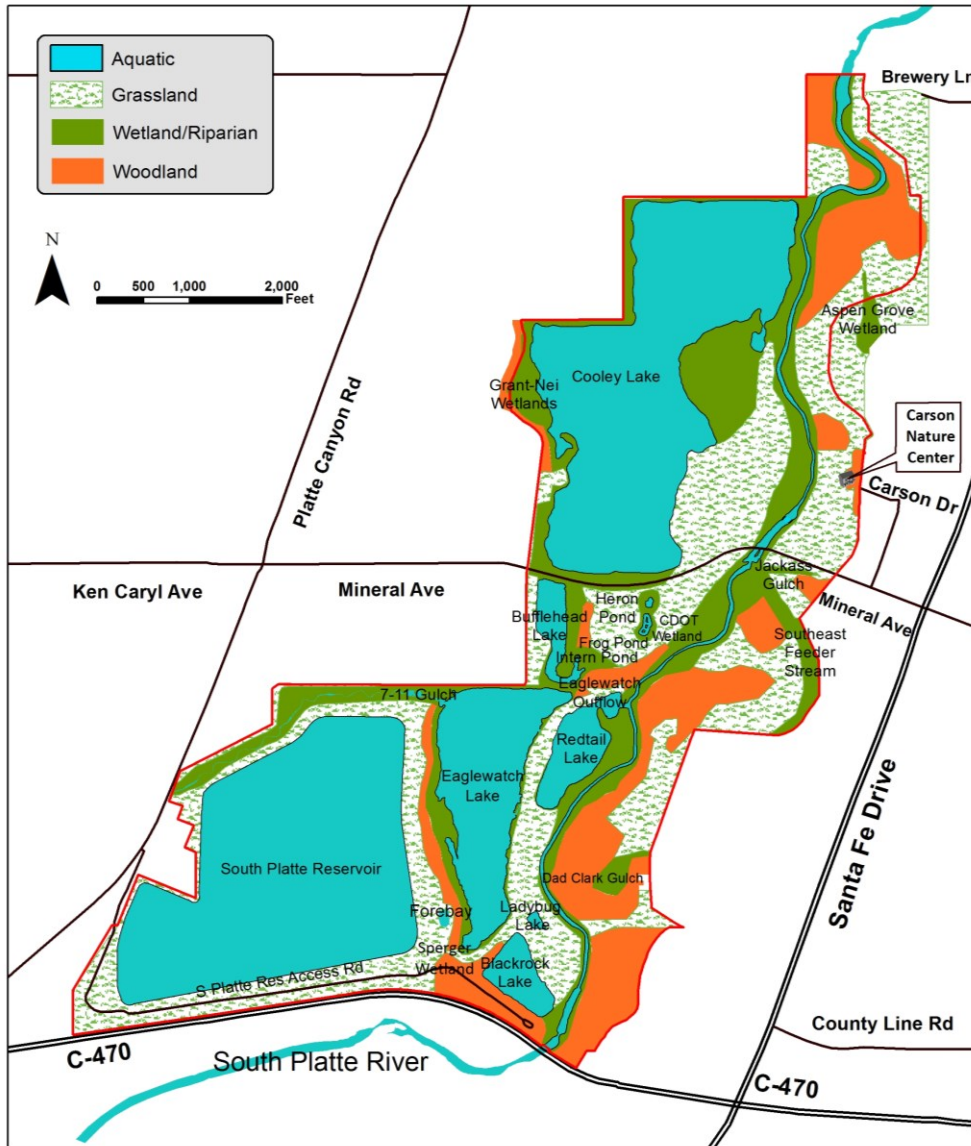 Aquatic
Grassland
Wetland/Riparian
Woodland
N
0 500 1,000 2,000
Feet
Brewery Ln
Platte Canyon Rd
Aspen Grove
Wetland
Cooley Lake
Grant-Nei
Wetlands
Carson
Nature
Center
Carson Dr
Ken Caryl Ave
Mineral Ave
Jackass
Gulch
Mineral Ave
Heron
Pond
Bufflehead
Lake
CDOT
Wetland
Frog Pond
Intern Pond
Southeast
Feeder
Stream
Eaglewatch
Outflow
7-11 Gulch
Redtail
Lake
Eaglewatch
Lake
Santa Fe Drive
South Platte Reservoir
Dad Clark Gulch
Forebay
Ladybug
Lake
Sperger
Wetland
Blackrock
Lake
S Platte Res Access Rd
County Line Rd
C-470
South Platte River
C-470